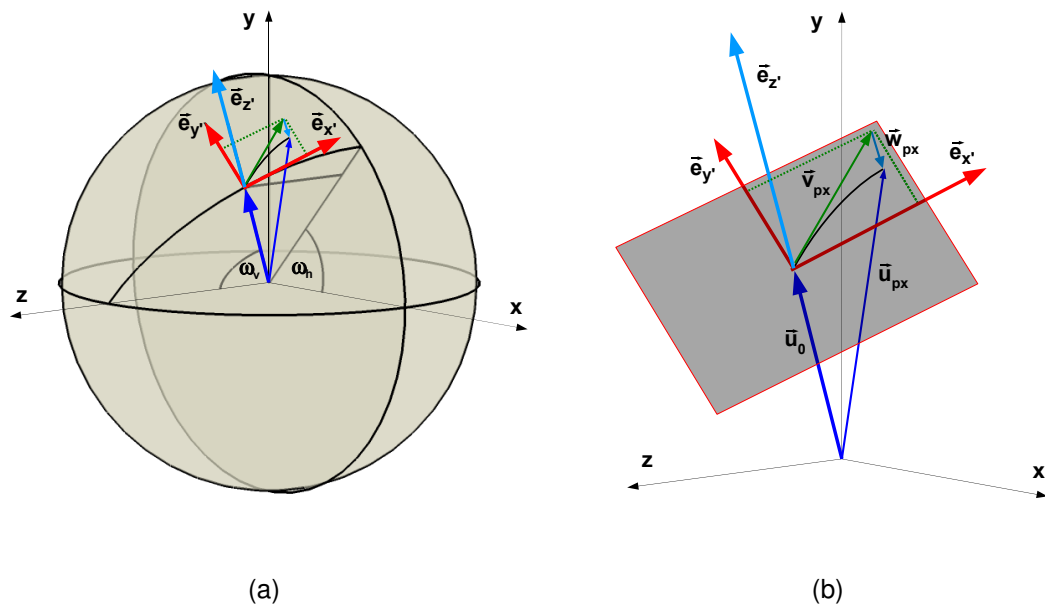 y
e⃗z'
e⃗y'
e⃗x'
ωv
ωh
z
x
(a)
y
e⃗z'
w⃗px
e⃗y'
e⃗x'
v⃗px
u⃗px
u⃗0
z
x
(b)